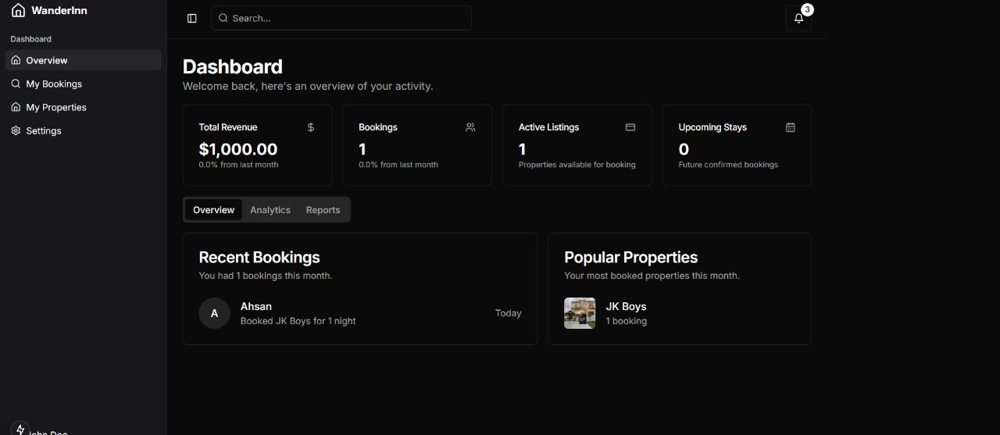 WanderInn
Dashboard
Overview
My Bookings
My Properties
Settings
John Doe
Search...
3
Dashboard
Welcome back, here's an overview of your activity.
Total Revenue
$
$1,000.00
0.0% from last month
Bookings
1
0.0% from last month
Active Listings
1
Properties available for booking
Upcoming Stays
0
Future confirmed bookings
Overview Analytics Reports
Recent Bookings
You had 1 bookings this month.
A
Ahsan
Booked JK Boys for 1 night
Today
Popular Properties
Your most booked properties this month.
JK Boys
1 booking